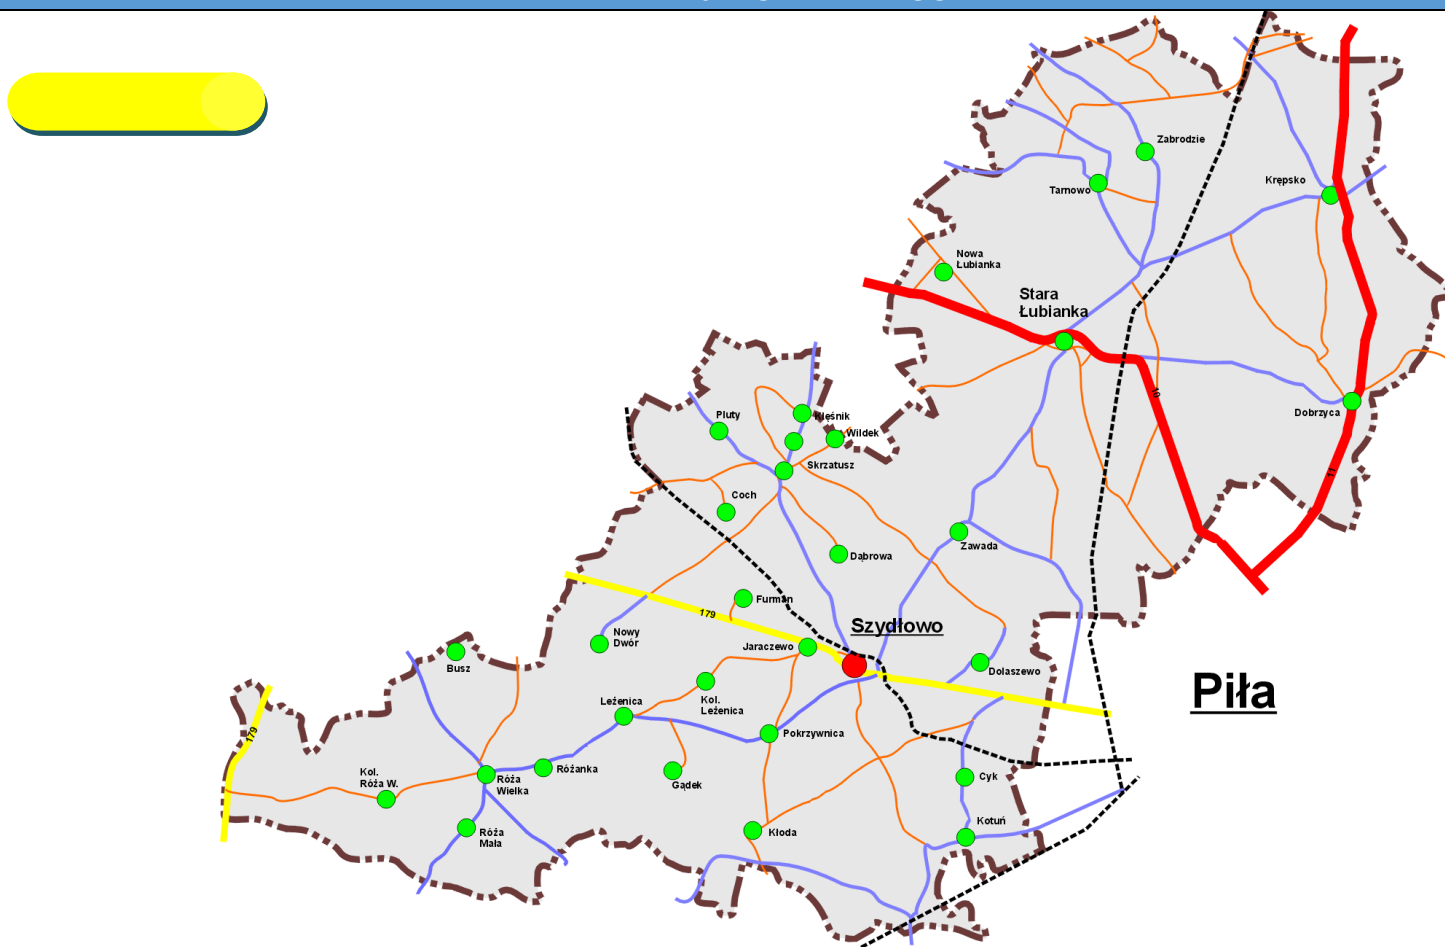 Zabrodzie
Krępsko
Tarnowo
Nowa
Łubianka
Stara
Łubianka
10
Dobrzyca
11
Pluty
Klęśnik
Wildek
Skrzatusz
Coch
Dąbrowa
Zawada
179
Furman
Szydłowo
Nowy
Dwór
Jaraczewo
Busz
Dolaszewo
Kol.
Leżenica
Leżenica
Piła
179
Pokrzywnica
Kol.
Róża W.
Róża
Wielka
Różanka
Gądek
Cyk
Róża
Mała
Kłoda
Kotuń